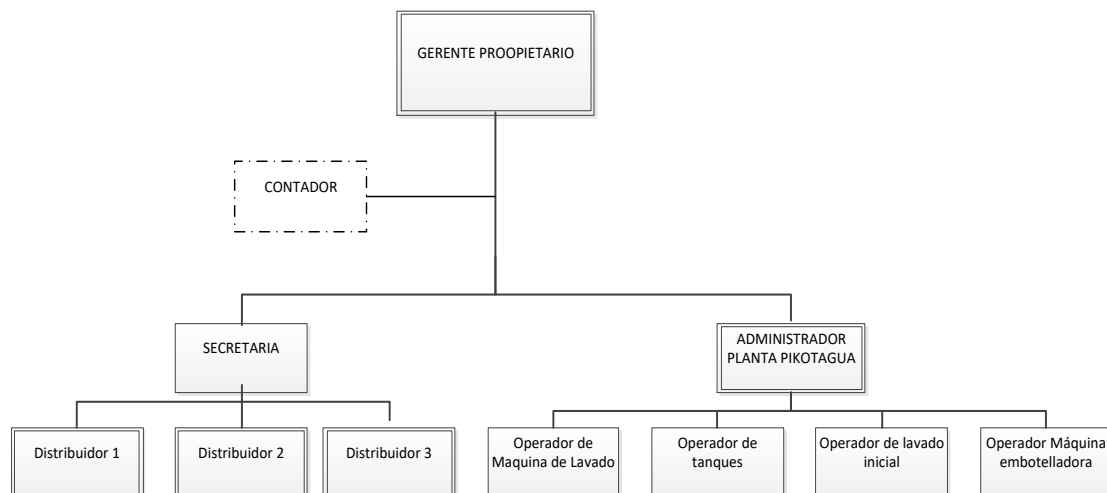 GERENTE PROOPIETARIO
CONTADOR
SECRETARIA
ADMINISTRADOR
PLANTA PIKOTAGUA
Distribuidor 1
Distribuidor 2
Distribuidor 3
Operador de
Maquina de Lavado
Operador de
tanques
Operador de lavado
inicial
Operador Máquina
embotelladora